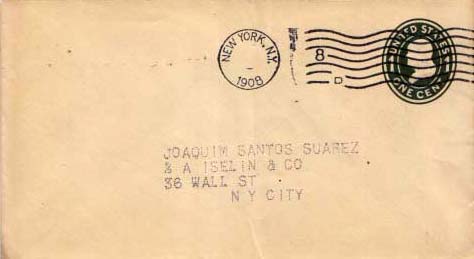 NEW YORK, N.Y.
1908
8
D
UNITED STATES
ONE CENT
JOAQUIM SANTOS SUAREZ
% A ISELIN & CO
36 WALL ST
N Y CITY